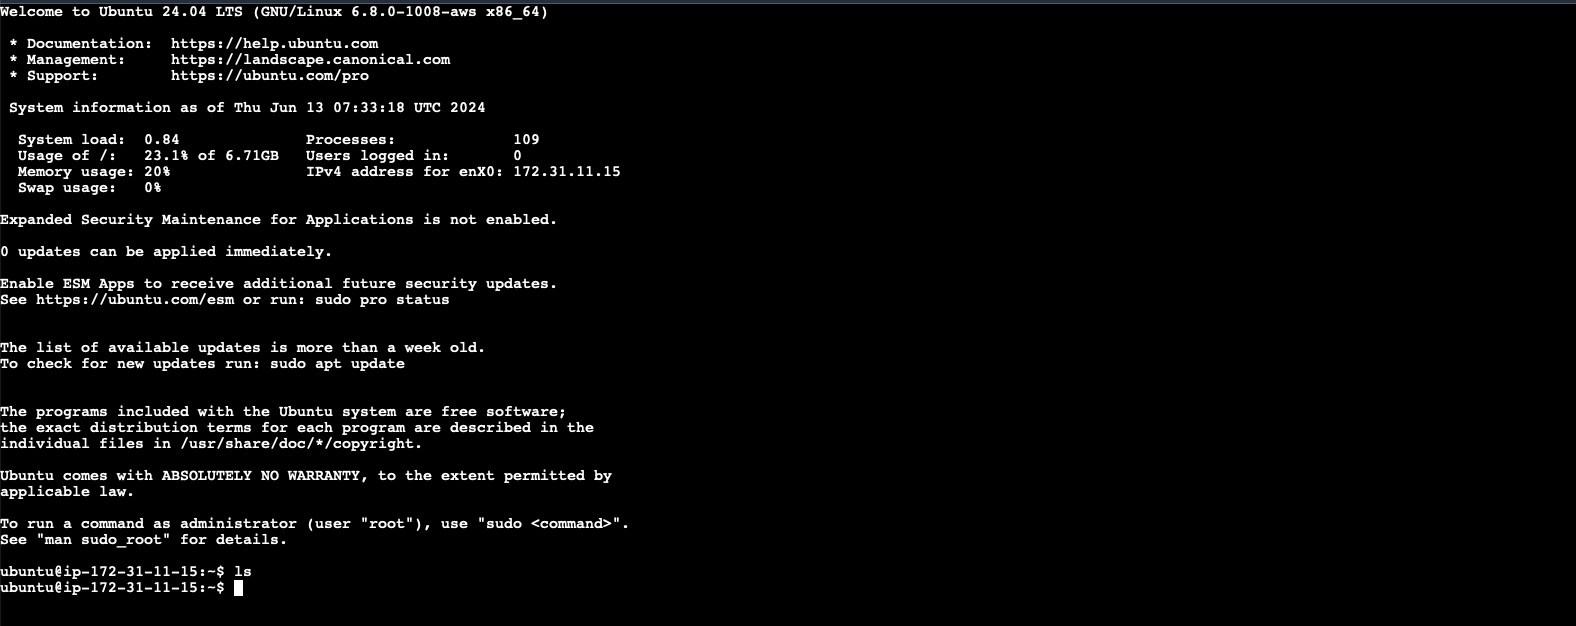 Welcome to Ubuntu 24.04 LTS (GNU/Linux 6.8.0-1008-aws x86_64)

 * Documentation:  https://help.ubuntu.com
 * Management:     https://landscape.canonical.com
 * Support:        https://ubuntu.com/pro

 System information as of Thu Jun 13 07:33:18 UTC 2024

  System load:  0.84              Processes:             109
  Usage of /:   23.1% of 6.71GB   Users logged in:       0
  Memory usage: 20%               IPv4 address for enX0: 172.31.11.15
  Swap usage:   0%

Expanded Security Maintenance for Applications is not enabled.

0 updates can be applied immediately.

Enable ESM Apps to receive additional future security updates.
See https://ubuntu.com/esm or run: sudo pro status


The list of available updates is more than a week old.
To check for new updates run: sudo apt update


The programs included with the Ubuntu system are free software;
the exact distribution terms for each program are described in the
individual files in /usr/share/doc/*/copyright.

Ubuntu comes with ABSOLUTELY NO WARRANTY, to the extent permitted by
applicable law.

To run a command as administrator (user "root"), use "sudo <command>".
See "man sudo_root" for details.

ubuntu@ip-172-31-11-15:~$ ls
ubuntu@ip-172-31-11-15:~$